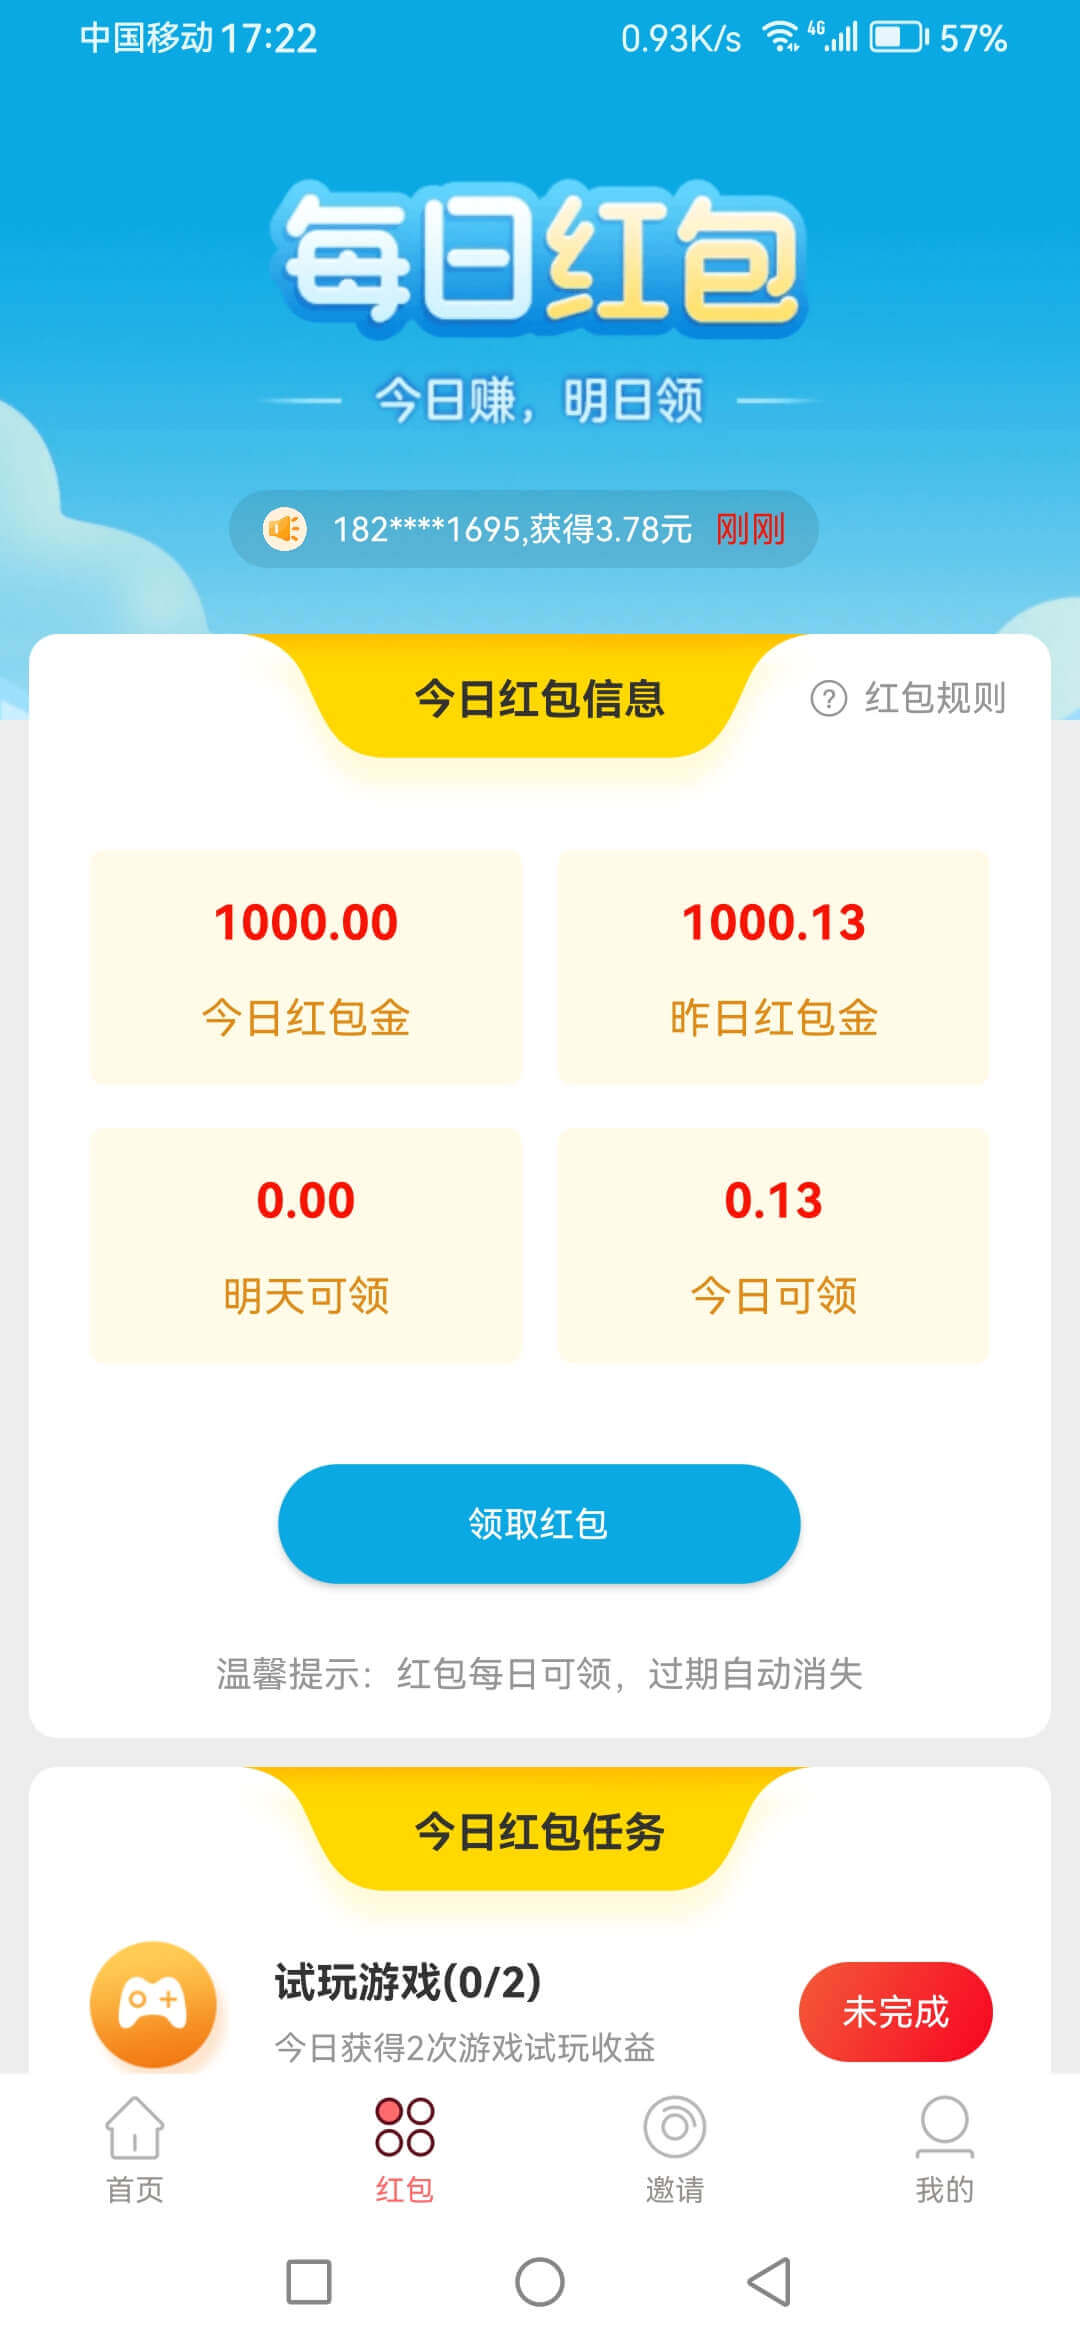 中国移动 17:22 0.93K/s 4G 57%
每日红包
今日赚，明日领
182****1695,获得3.78元 刚刚
今日红包信息
? 红包规则
1000.00 1000.13
今日红包金 昨日红包金
0.00 0.13
明天可领 今日可领
领取红包
温馨提示：红包每日可领，过期自动消失
今日红包任务
试玩游戏(0/2)
今日获得2次游戏试玩收益
未完成
首页 红包 邀请 我的